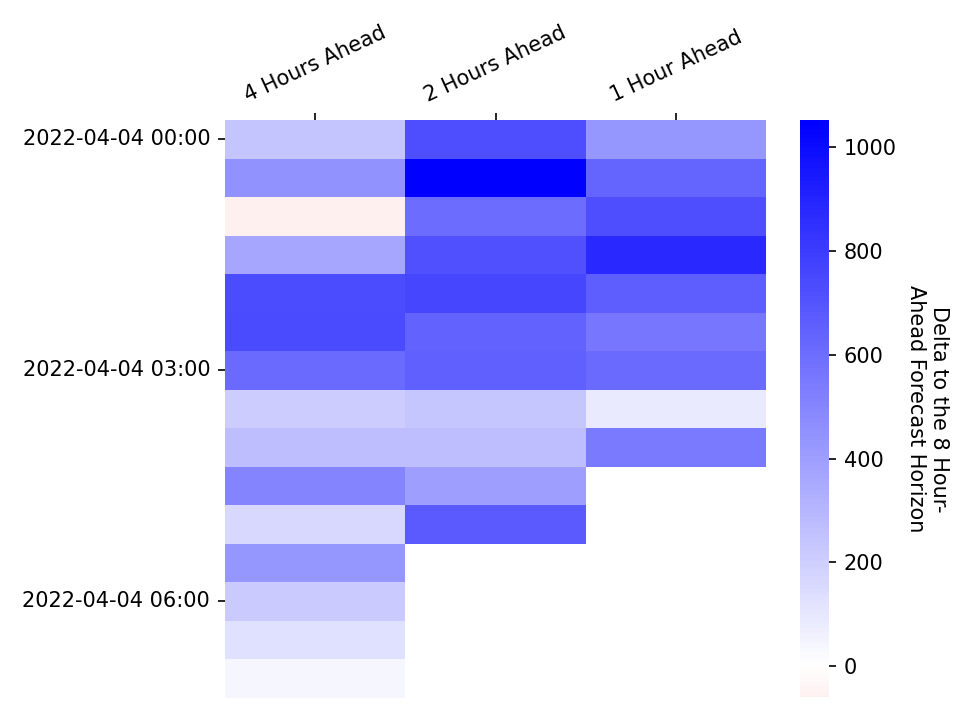 4 Hours Ahead
2 Hours Ahead
1 Hour Ahead
2022-04-04 00:00
2022-04-04 03:00
2022-04-04 06:00
1000
800
600
400
200
0
Delta to the 8 Hour-
Ahead Forecast Horizon